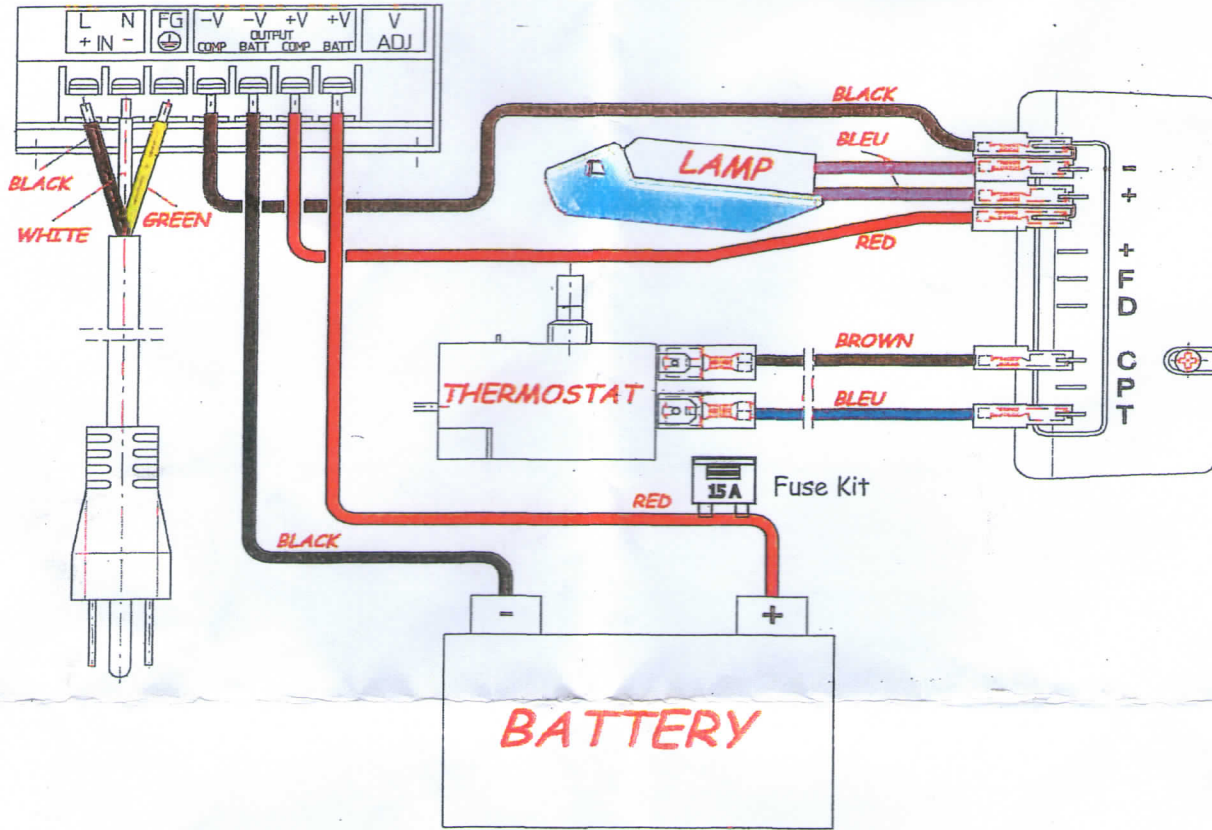 L N FG -V -V +V +V V
+ IN - OUTPUT ADJ
COMP BATT COMP BATT
BLACK
WHITE
GREEN
BLACK
BLEU
LAMP
RED
-
+
+
F
D
C
P
T
BROWN
THERMOSTAT
BLEU
15A Fuse Kit
RED
BLACK
- +
BATTERY